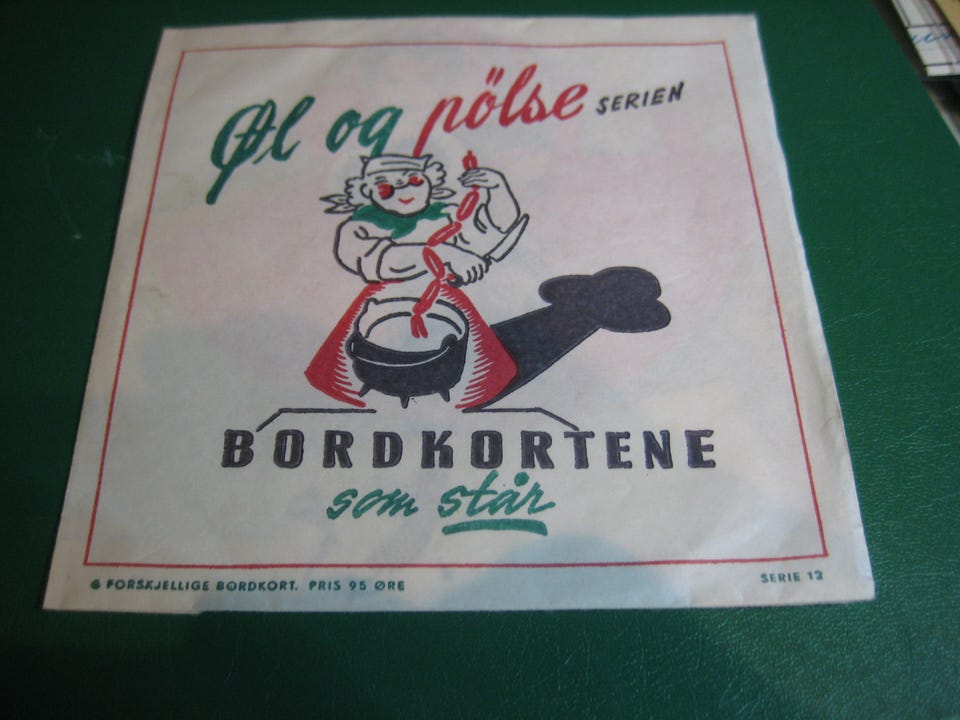 Øl og pölse SERIEN
BORDKORTENE
som står
6 FORSKJELLIGE BORDKORT. PRIS 95 ØRE
SERIE 12